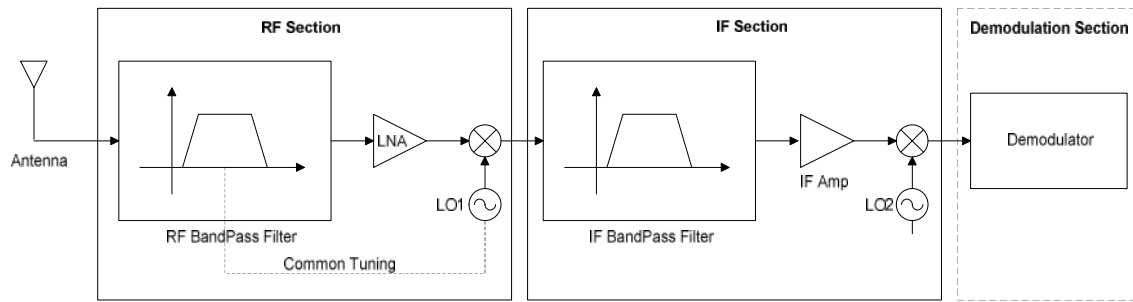 RF Section
IF Section
Demodulation Section
Antenna
LNA
LO1
RF BandPass Filter
Common Tuning
IF Amp
LO2
IF BandPass Filter
Demodulator